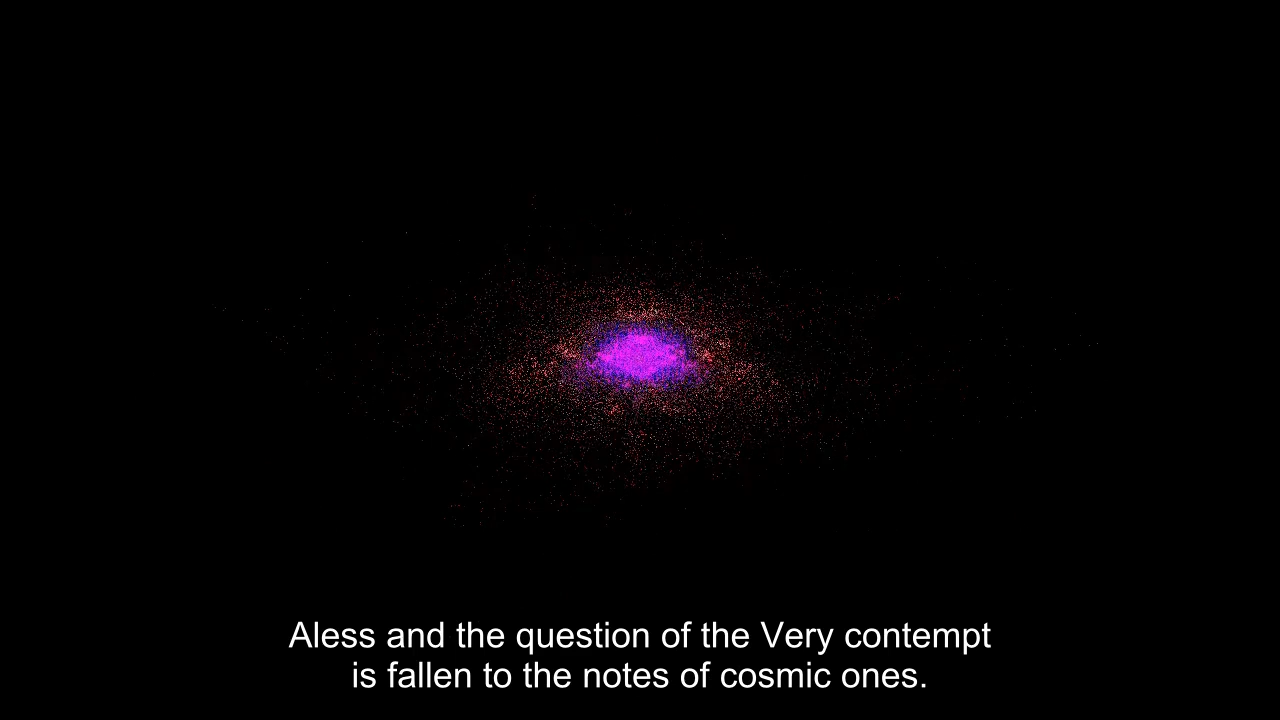 Aless and the question of the Very contempt
is fallen to the notes of cosmic ones.